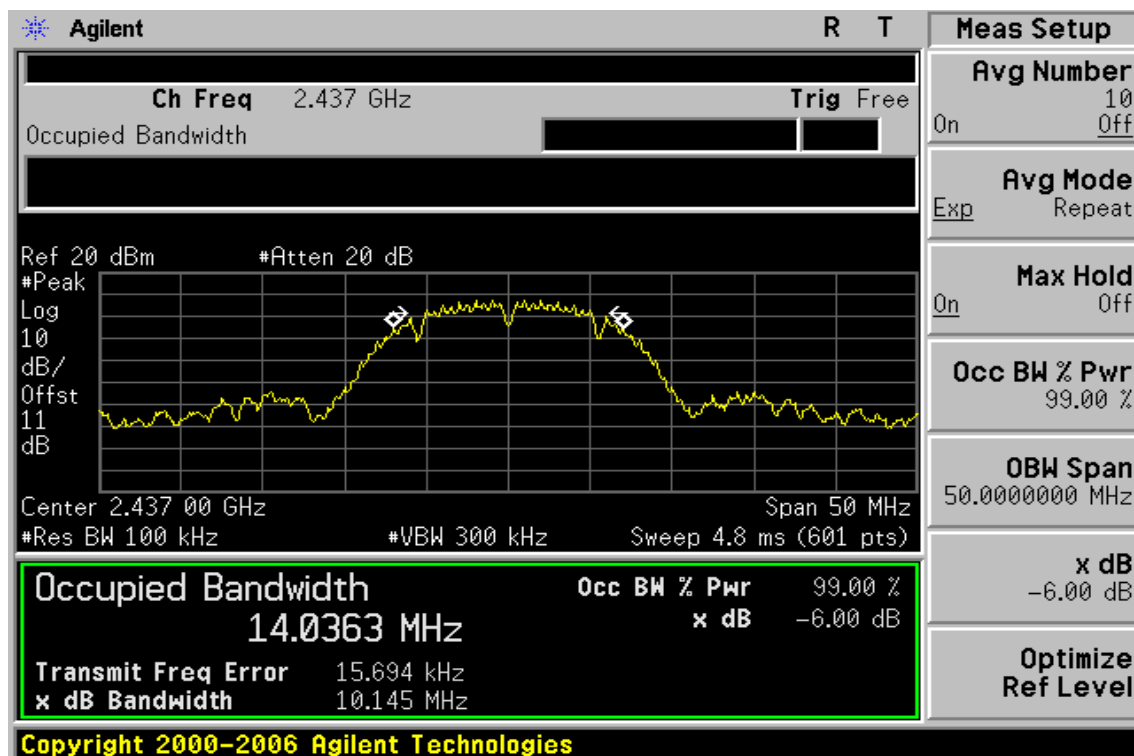 Agilent R T
Ch Freq 2.437 GHz Trig Free
Occupied Bandwidth
Ref 20 dBm #Atten 20 dB
#Peak
Log
10
dB/
Offst
11
dB
Center 2.437 00 GHz Span 50 MHz
#Res BW 100 kHz #VBW 300 kHz Sweep 4.8 ms (601 pts)
Occupied Bandwidth
14.0363 MHz
Occ BW % Pwr 99.00 %
x dB -6.00 dB
Transmit Freq Error 15.694 kHz
x dB Bandwidth 10.145 MHz
Copyright 2000-2006 Agilent Technologies
Meas Setup
Avg Number
10
On Off
Avg Mode
Exp Repeat
Max Hold
On Off
Occ BW % Pwr
99.00 %
OBW Span
50.0000000 MHz
x dB
-6.00 dB
Optimize
Ref Level